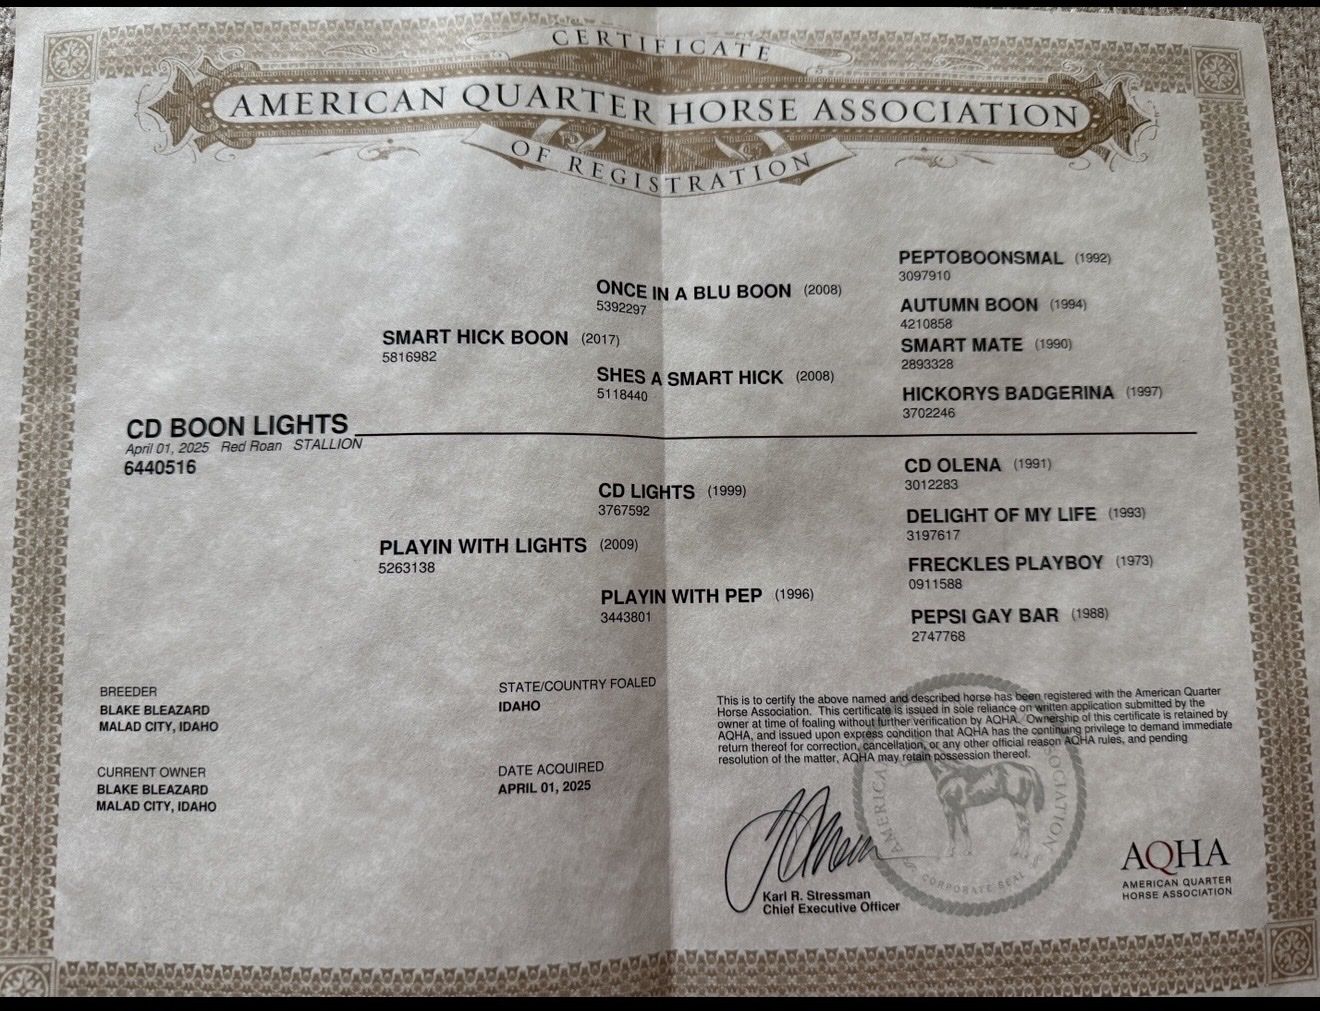 CERTIFICATE
AMERICAN QUARTER HORSE ASSOCIATION
OF REGISTRATION
PEPTOBOONSMAL (1992)
3097910
ONCE IN A BLU BOON (2008)
5392297
AUTUMN BOON (1994)
4210858
SMART HICK BOON (2017)
5816982
SMART MATE (1990)
2893328
SHES A SMART HICK (2008)
5118440
HICKORYS BADGERINA (1997)
3702246
CD BOON LIGHTS
April 01, 2025 Red Roan STALLION
6440516
CD OLENA (1991)
3012283
CD LIGHTS (1999)
3767592
DELIGHT OF MY LIFE (1993)
3197617
PLAYIN WITH LIGHTS (2009)
5263138
FRECKLES PLAYBOY (1973)
0911588
PLAYIN WITH PEP (1996)
3443801
PEPSI GAY BAR (1988)
2747768
BREEDER
BLAKE BLEAZARD
MALAD CITY, IDAHO
STATE/COUNTRY FOALED
IDAHO
CURRENT OWNER
BLAKE BLEAZARD
MALAD CITY, IDAHO
DATE ACQUIRED
APRIL 01, 2025
This is to certify the above named and described horse has been registered with the American Quarter
Horse Association. This certificate is issued in sole reliance on written application submitted by the
owner at time of foaling without further verification by AQHA. Ownership of this certificate is retained by
AQHA, and issued upon express condition that AQHA has the continuing privilege to demand immediate
return thereof for correction, cancellation, or any other official reason AQHA rules, and pending
resolution of the matter, AQHA may retain possession thereof.
Karl R. Stressman
Chief Executive Officer
AMERICA
ASSOCIATION
CORPORATE SEAL
AQHA
AMERICAN QUARTER
HORSE ASSOCIATION